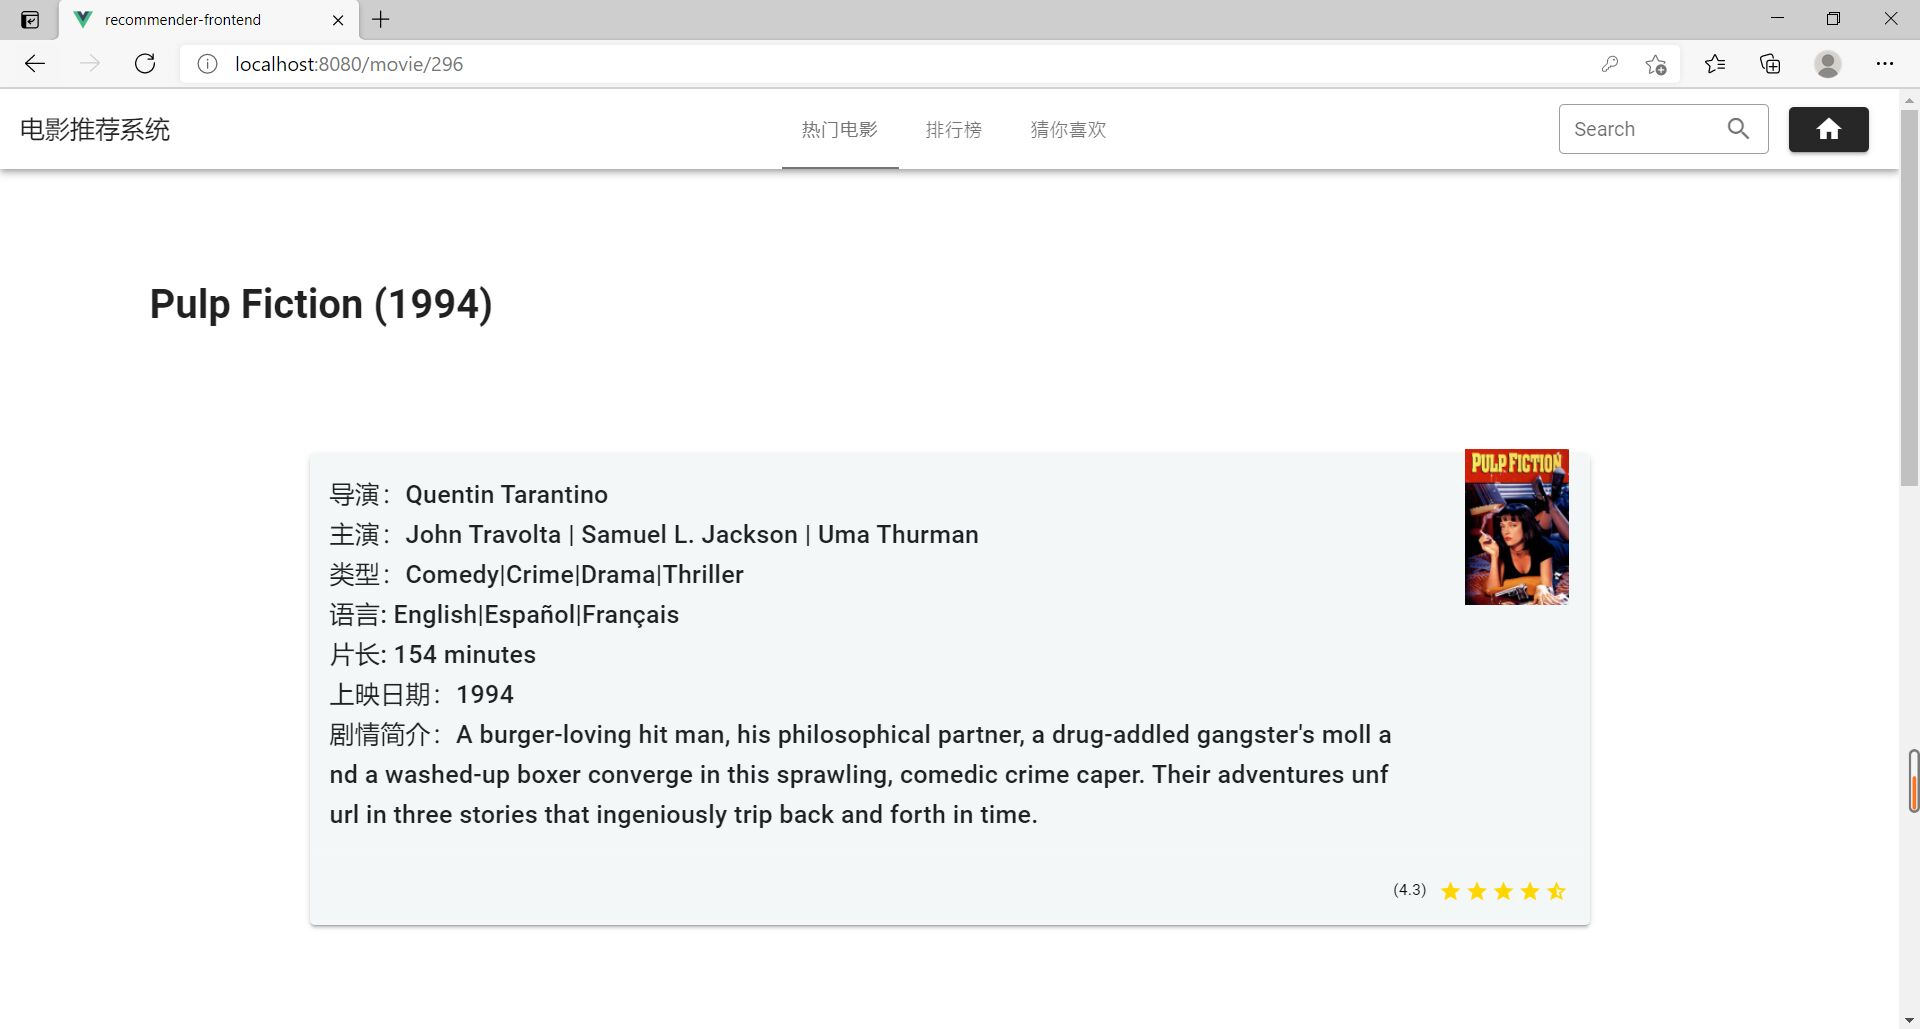 recommender-frontend
localhost:8080/movie/296
电影推荐系统
热门电影 排行榜 猜你喜欢
Search
Pulp Fiction (1994)
PULP FICTION
导演：Quentin Tarantino
主演：John Travolta | Samuel L. Jackson | Uma Thurman
类型：Comedy|Crime|Drama|Thriller
语言: English|Español|Français
片长: 154 minutes
上映日期：1994
剧情简介：A burger-loving hit man, his philosophical partner, a drug-addled gangster's moll a
nd a washed-up boxer converge in this sprawling, comedic crime caper. Their adventures unf
url in three stories that ingeniously trip back and forth in time.
(4.3)